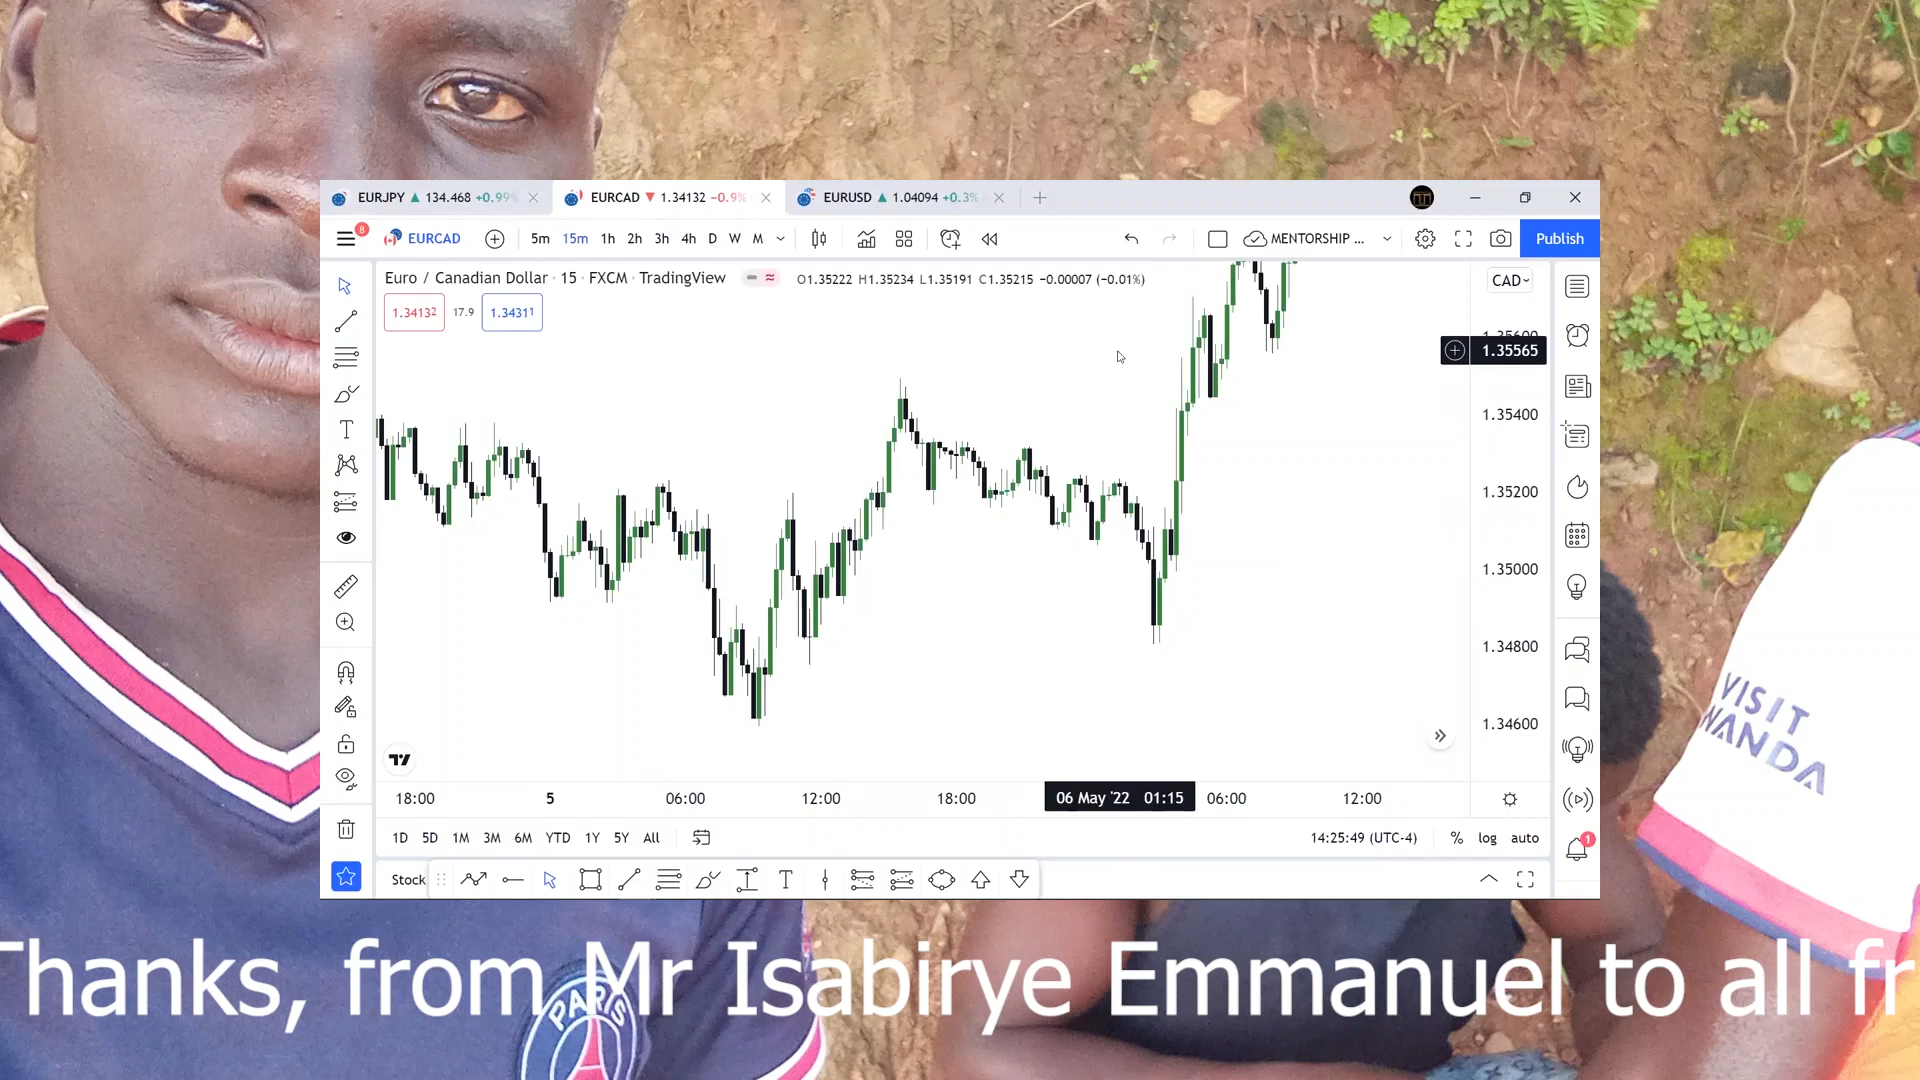 EURJPY ▲ 134.468 +0.99%
EURCAD ▼ 1.34132 −0.9%
EURUSD ▲ 1.04094 +0.3%
8
EURCAD
5m 15m 1h 2h 3h 4h D W M
MENTORSHIP ...
Publish
Euro / Canadian Dollar · 15 · FXCM · TradingView
O1.35222 H1.35234 L1.35191 C1.35215 −0.00007 (−0.01%)
CAD
1.34132 17.9 1.34311
1.35600
1.35565
1.35400
1.35200
1.35000
1.34800
1.34600
18:00 5 06:00 12:00 18:00 06 May '22 01:15 06:00 12:00
1D 5D 1M 3M 6M YTD 1Y 5Y All
14:25:49 (UTC-4) % log auto
1
Stock
VISIT
Thanks, from Mr Isabirye Emmanuel to all fr
PARIS